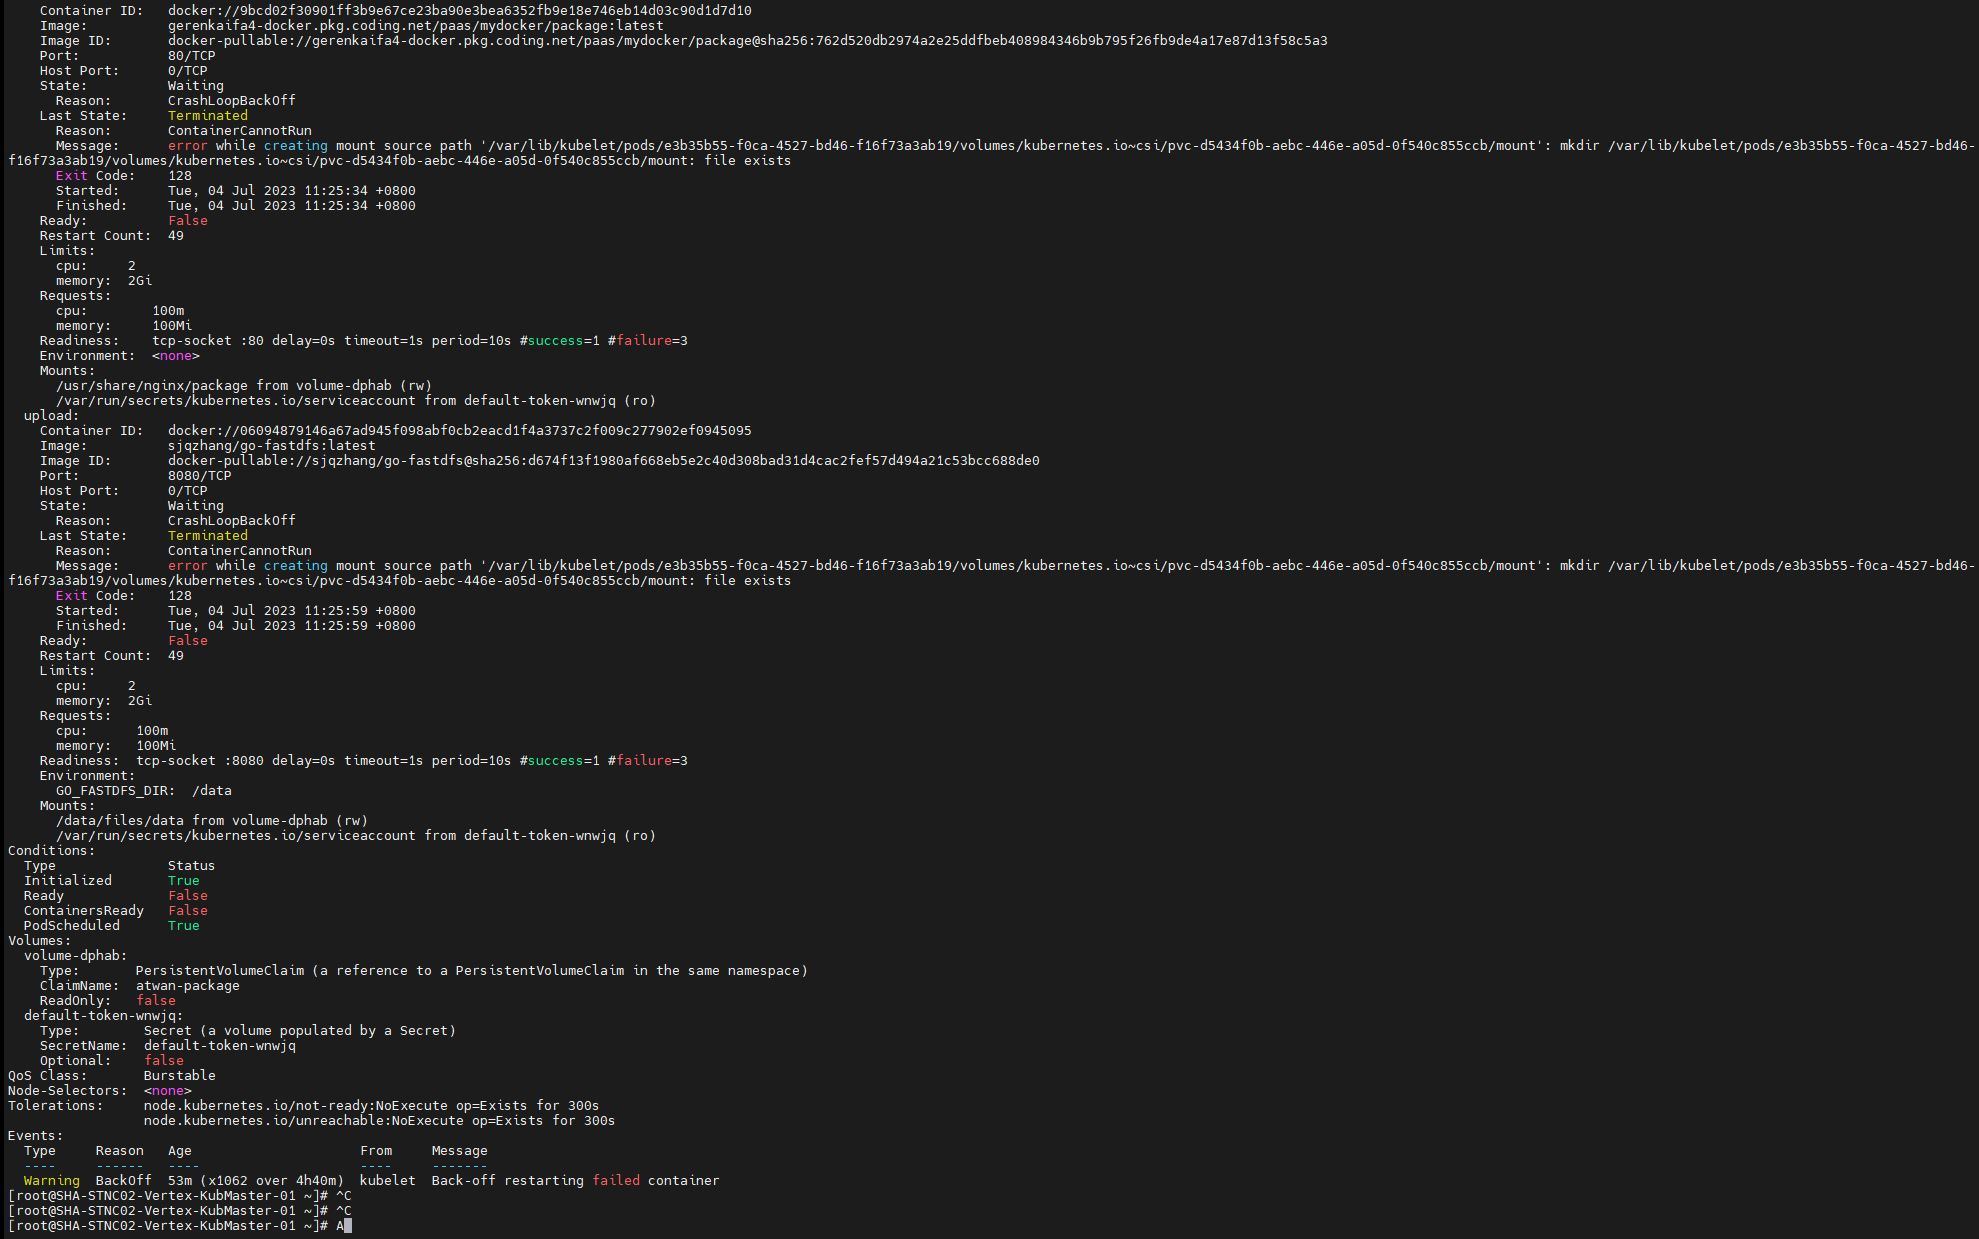 Container ID:   docker://9bcd02f30901ff3b9e67ce23ba90e3bea6352fb9e18e746eb14d03c90d1d7d10
Image:          gerenkaifa4-docker.pkg.coding.net/paas/mydocker/package:latest
Image ID:       docker-pullable://gerenkaifa4-docker.pkg.coding.net/paas/mydocker/package@sha256:762d520db2974a2e25ddfbeb408984346b9b795f26fb9de4a17e87d13f58c5a3
Port:           80/TCP
Host Port:      0/TCP
State:          Waiting
Reason:       CrashLoopBackOff
Last State:     Terminated
Reason:       ContainerCannotRun
Message:      error while creating mount source path '/var/lib/kubelet/pods/e3b35b55-f0ca-4527-bd46-f16f73a3ab19/volumes/kubernetes.io~csi/pvc-d5434f0b-aebc-446e-a05d-0f540c855ccb/mount': mkdir /var/lib/kubelet/pods/e3b35b55-f0ca-4527-bd46-
f16f73a3ab19/volumes/kubernetes.io~csi/pvc-d5434f0b-aebc-446e-a05d-0f540c855ccb/mount: file exists
Exit Code:    128
Started:      Tue, 04 Jul 2023 11:25:34 +0800
Finished:     Tue, 04 Jul 2023 11:25:34 +0800
Ready:          False
Restart Count:  49
Limits:
cpu:     2
memory:  2Gi
Requests:
cpu:        100m
memory:     100Mi
Readiness:    tcp-socket :80 delay=0s timeout=1s period=10s #success=1 #failure=3
Environment:  <none>
Mounts:
/usr/share/nginx/package from volume-dphab (rw)
/var/run/secrets/kubernetes.io/serviceaccount from default-token-wnwjq (ro)
upload:
Container ID:   docker://06094879146a67ad945f098abf0cb2eacd1f4a3737c2f009c277902ef0945095
Image:          sjqzhang/go-fastdfs:latest
Image ID:       docker-pullable://sjqzhang/go-fastdfs@sha256:d674f13f1980af668eb5e2c40d308bad31d4cac2fef57d494a21c53bcc688de0
Port:           8080/TCP
Host Port:      0/TCP
State:          Waiting
Reason:       CrashLoopBackOff
Last State:     Terminated
Reason:       ContainerCannotRun
Message:      error while creating mount source path '/var/lib/kubelet/pods/e3b35b55-f0ca-4527-bd46-f16f73a3ab19/volumes/kubernetes.io~csi/pvc-d5434f0b-aebc-446e-a05d-0f540c855ccb/mount': mkdir /var/lib/kubelet/pods/e3b35b55-f0ca-4527-bd46-
f16f73a3ab19/volumes/kubernetes.io~csi/pvc-d5434f0b-aebc-446e-a05d-0f540c855ccb/mount: file exists
Exit Code:    128
Started:      Tue, 04 Jul 2023 11:25:59 +0800
Finished:     Tue, 04 Jul 2023 11:25:59 +0800
Ready:          False
Restart Count:  49
Limits:
cpu:     2
memory:  2Gi
Requests:
cpu:      100m
memory:   100Mi
Readiness:  tcp-socket :8080 delay=0s timeout=1s period=10s #success=1 #failure=3
Environment:
GO_FASTDFS_DIR:  /data
Mounts:
/data/files/data from volume-dphab (rw)
/var/run/secrets/kubernetes.io/serviceaccount from default-token-wnwjq (ro)
Conditions:
Type              Status
Initialized       True
Ready             False
ContainersReady   False
PodScheduled      True
Volumes:
volume-dphab:
Type:       PersistentVolumeClaim (a reference to a PersistentVolumeClaim in the same namespace)
ClaimName:  atwan-package
ReadOnly:   false
default-token-wnwjq:
Type:        Secret (a volume populated by a Secret)
SecretName:  default-token-wnwjq
Optional:    false
QoS Class:       Burstable
Node-Selectors:  <none>
Tolerations:     node.kubernetes.io/not-ready:NoExecute op=Exists for 300s
node.kubernetes.io/unreachable:NoExecute op=Exists for 300s
Events:
Type     Reason   Age                     From     Message
----     ------   ----                    ----     -------
Warning  BackOff  53m (x1062 over 4h40m)  kubelet  Back-off restarting failed container
[root@SHA-STNC02-Vertex-KubMaster-01 ~]# ^C
[root@SHA-STNC02-Vertex-KubMaster-01 ~]# ^C
[root@SHA-STNC02-Vertex-KubMaster-01 ~]# A